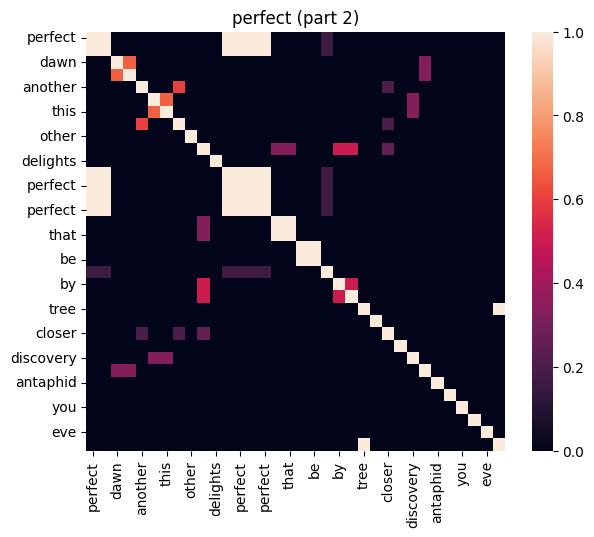 perfect (part 2)
perfect
dawn
another
this
other
delights
perfect
perfect
that
be
by
tree
closer
discovery
antaphid
you
eve
1.0
0.8
0.6
0.4
0.2
0.0
perfect
dawn
another
this
other
delights
perfect
perfect
that
be
by
tree
closer
discovery
antaphid
you
eve